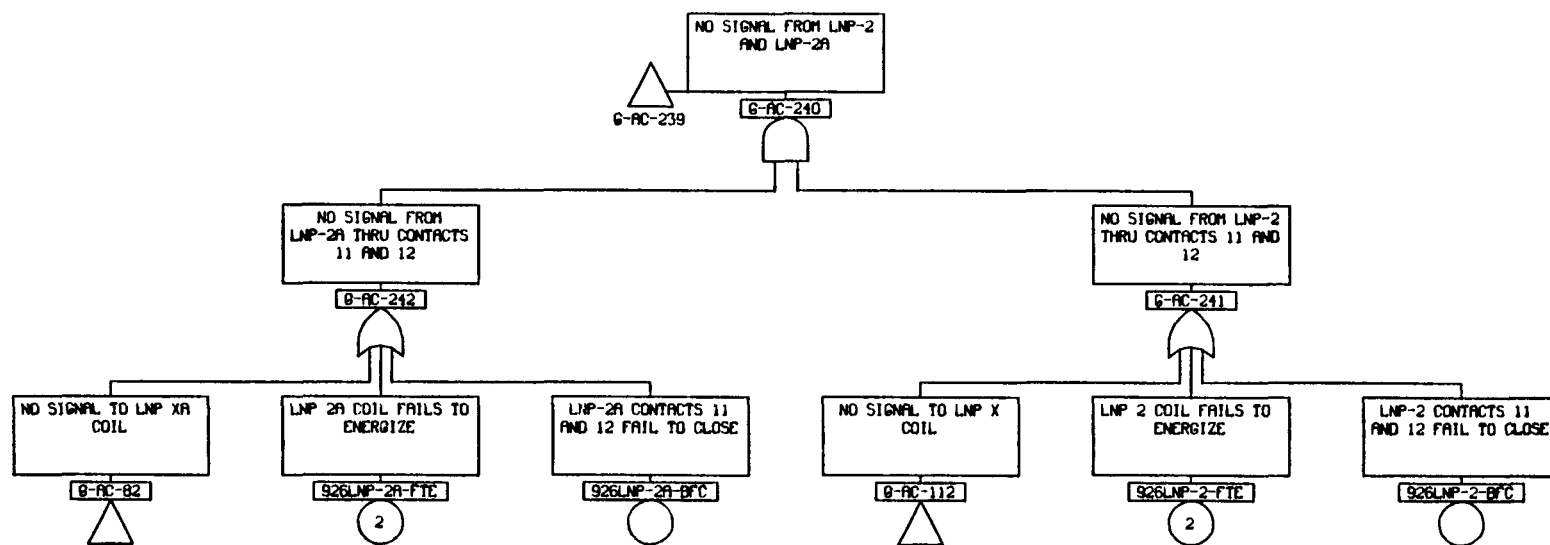 NO SIGNAL FROM LNP-2
AND LNP-2A
G-AC-239
G-AC-240
NO SIGNAL FROM
LNP-2A THRU CONTACTS
11 AND 12
G-AC-242
NO SIGNAL FROM LNP-2
THRU CONTACTS 11 AND
12
G-AC-241
NO SIGNAL TO LNP XA
COIL
G-AC-82
LNP 2A COIL FAILS TO
ENERGIZE
926LNP-2A-FTE
2
LNP-2A CONTACTS 11
AND 12 FAIL TO CLOSE
926LNP-2A-BFC
NO SIGNAL TO LNP X
COIL
G-AC-112
LNP 2 COIL FAILS TO
ENERGIZE
926LNP-2-FTE
2
LNP-2 CONTACTS 11
AND 12 FAIL TO CLOSE
926LNP-2-BFC